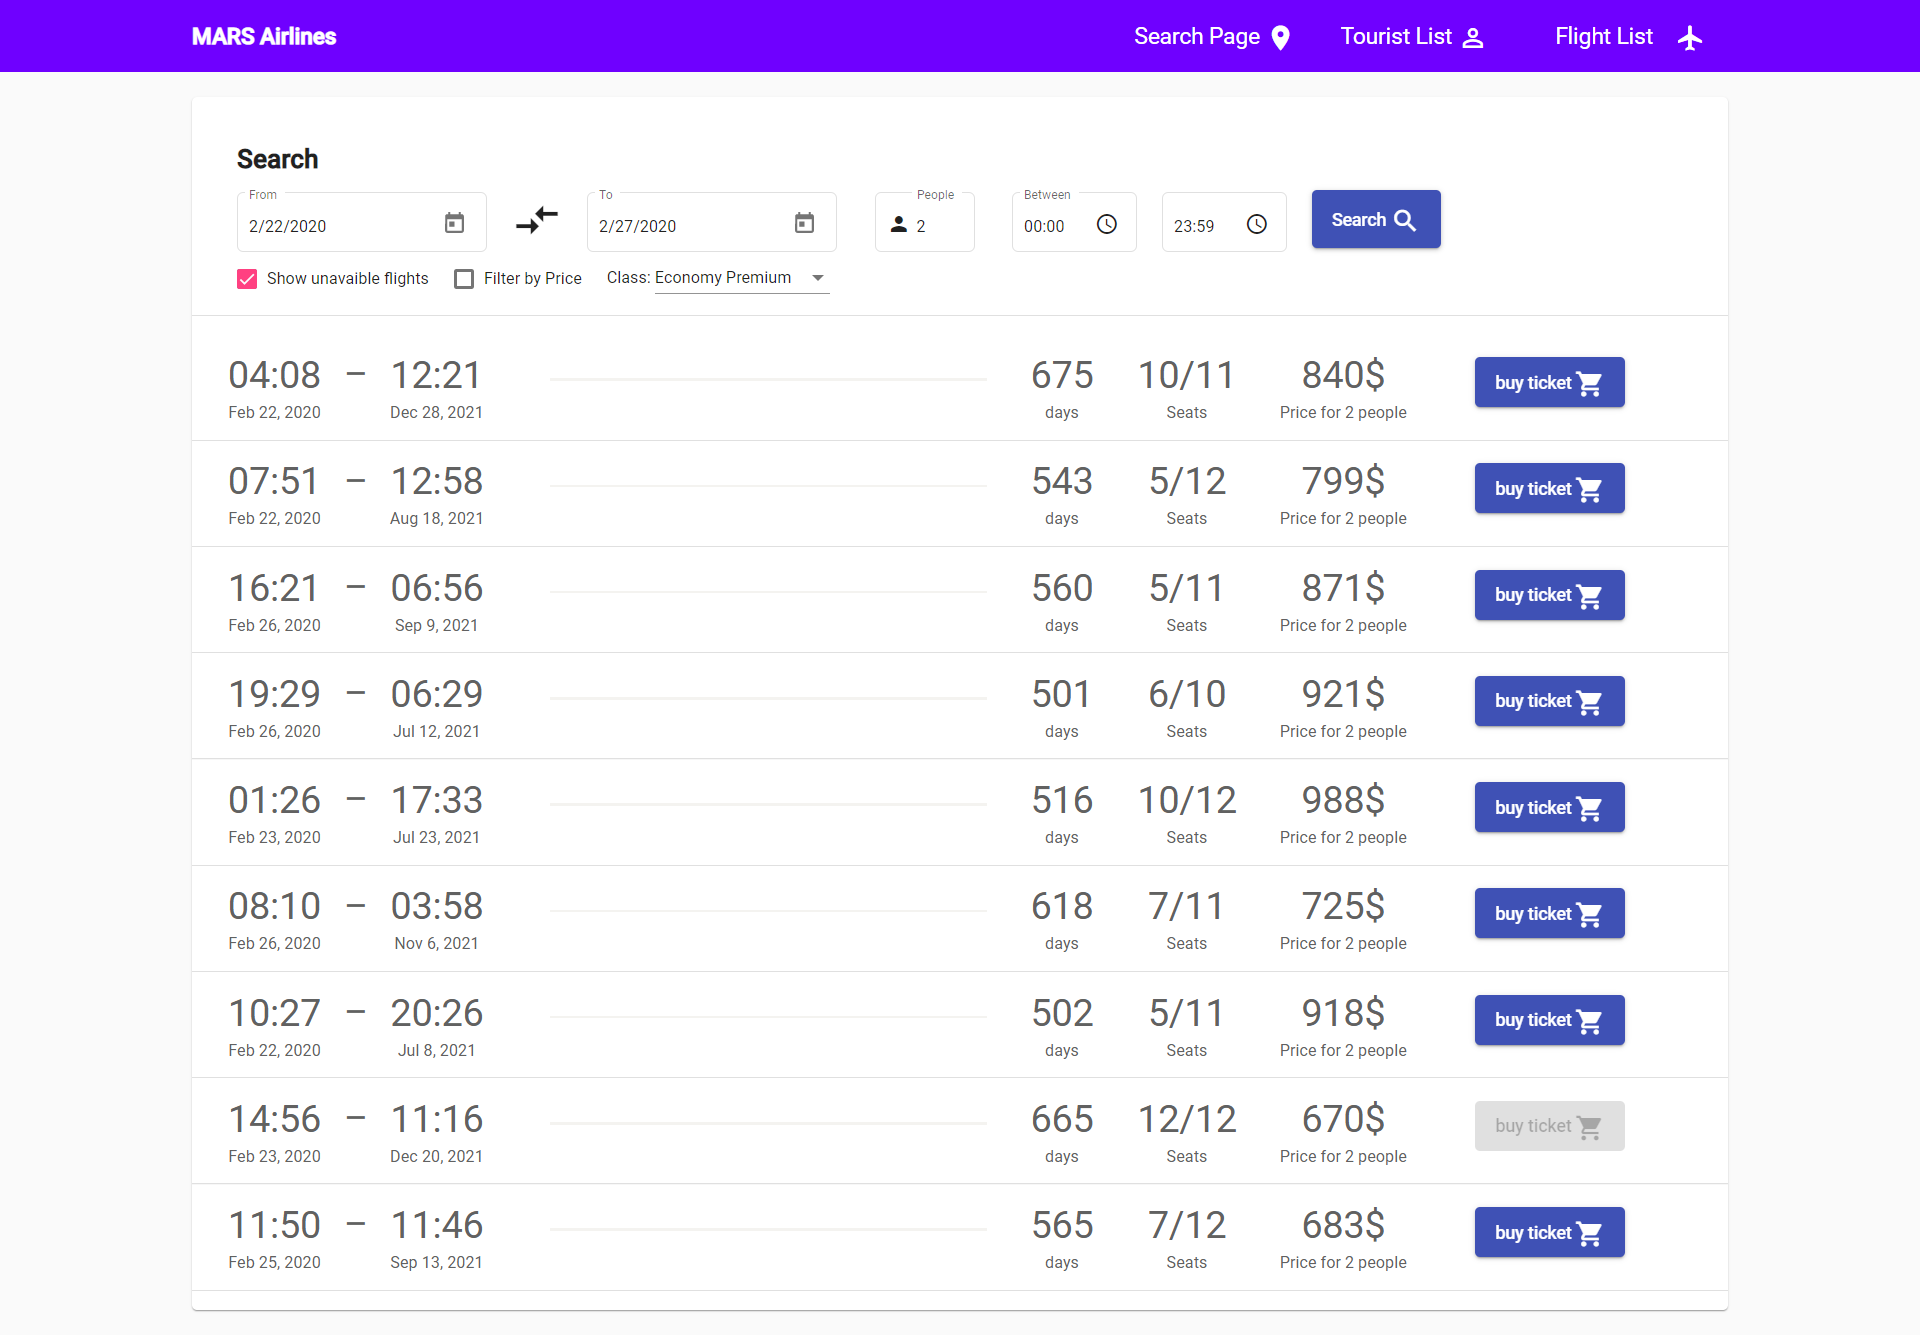 MARS Airlines Search Page Tourist List Flight List
Search
From To People Between
2/22/2020 2/27/2020 2 00:00 23:59 Search
Show unavaible flights Filter by Price Class: Economy Premium
04:08 – 12:21 675 10/11 840$ buy ticket
Feb 22, 2020 Dec 28, 2021 days Seats Price for 2 people
07:51 – 12:58 543 5/12 799$ buy ticket
Feb 22, 2020 Aug 18, 2021 days Seats Price for 2 people
16:21 – 06:56 560 5/11 871$ buy ticket
Feb 26, 2020 Sep 9, 2021 days Seats Price for 2 people
19:29 – 06:29 501 6/10 921$ buy ticket
Feb 26, 2020 Jul 12, 2021 days Seats Price for 2 people
01:26 – 17:33 516 10/12 988$ buy ticket
Feb 23, 2020 Jul 23, 2021 days Seats Price for 2 people
08:10 – 03:58 618 7/11 725$ buy ticket
Feb 26, 2020 Nov 6, 2021 days Seats Price for 2 people
10:27 – 20:26 502 5/11 918$ buy ticket
Feb 22, 2020 Jul 8, 2021 days Seats Price for 2 people
14:56 – 11:16 665 12/12 670$ buy ticket
Feb 23, 2020 Dec 20, 2021 days Seats Price for 2 people
11:50 – 11:46 565 7/12 683$ buy ticket
Feb 25, 2020 Sep 13, 2021 days Seats Price for 2 people